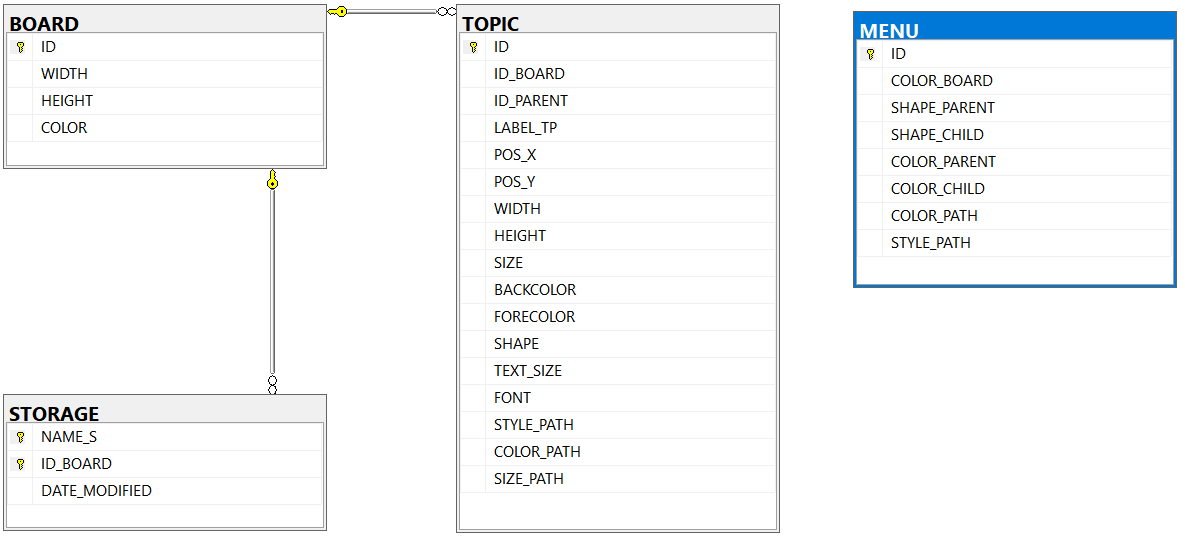 BOARD
ID
WIDTH
HEIGHT
COLOR
STORAGE
NAME_S
ID_BOARD
DATE_MODIFIED
TOPIC
ID
ID_BOARD
ID_PARENT
LABEL_TP
POS_X
POS_Y
WIDTH
HEIGHT
SIZE
BACKCOLOR
FORECOLOR
SHAPE
TEXT_SIZE
FONT
STYLE_PATH
COLOR_PATH
SIZE_PATH
MENU
ID
COLOR_BOARD
SHAPE_PARENT
SHAPE_CHILD
COLOR_PARENT
COLOR_CHILD
COLOR_PATH
STYLE_PATH